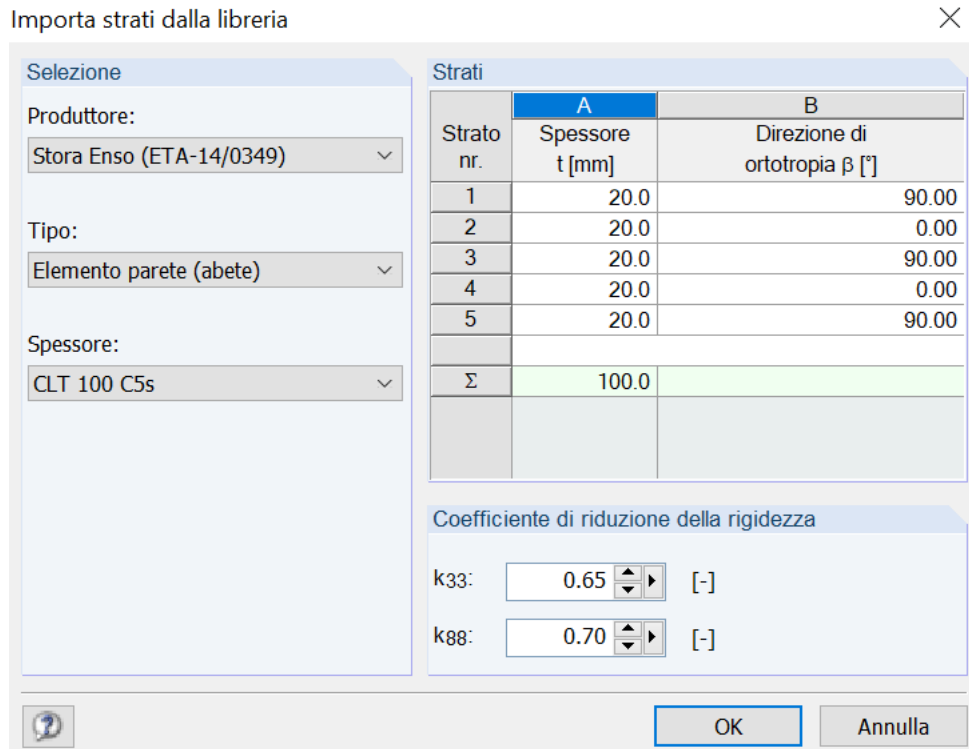 Importa strati dalla libreria
Selezione
Produttore:
Stora Enso (ETA-14/0349)
Tipo:
Elemento parete (abete)
Spessore:
CLT 100 C5s
Strati
A B
Strato nr. Spessore t [mm] Direzione di ortotropia β [°]
1 20.0 90.00
2 20.0 0.00
3 20.0 90.00
4 20.0 0.00
5 20.0 90.00
Σ 100.0
Coefficiente di riduzione della rigidezza
k33: 0.65 [-]
k88: 0.70 [-]
OK Annulla